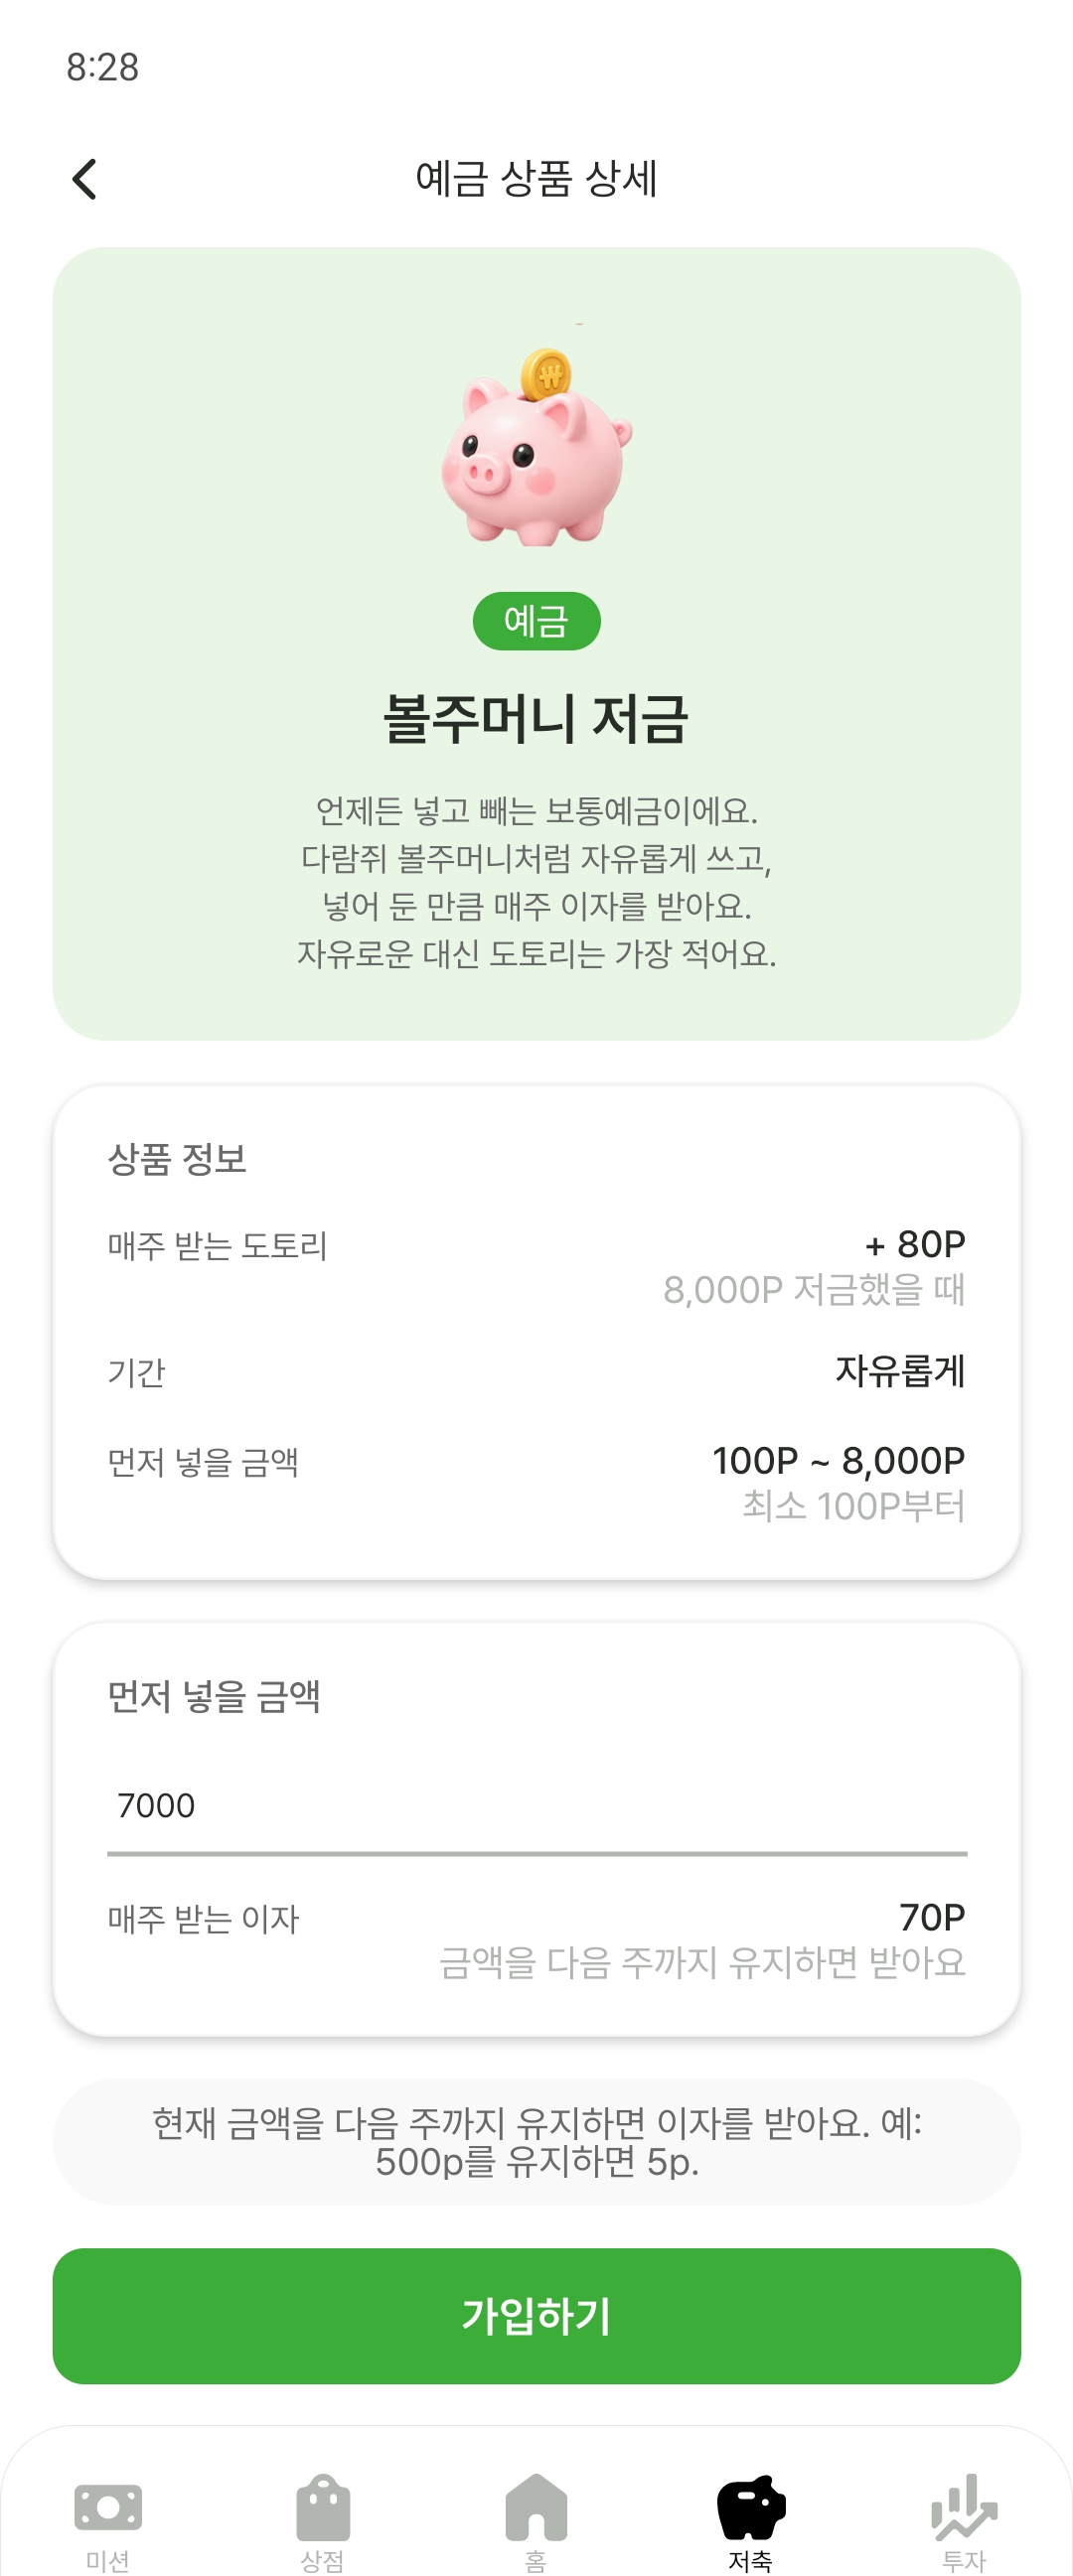 8:28
예금 상품 상세
₩
예금
볼주머니 저금
언제든 넣고 빼는 보통예금이에요.
다람쥐 볼주머니처럼 자유롭게 쓰고,
넣어 둔 만큼 매주 이자를 받아요.
자유로운 대신 도토리는 가장 적어요.
상품 정보
매주 받는 도토리 + 80P
8,000P 저금했을 때
기간 자유롭게
먼저 넣을 금액 100P ~ 8,000P
최소 100P부터
먼저 넣을 금액
7000
매주 받는 이자 70P
금액을 다음 주까지 유지하면 받아요
현재 금액을 다음 주까지 유지하면 이자를 받아요. 예:
500p를 유지하면 5p.
가입하기
미션 상점 홈 저축 투자